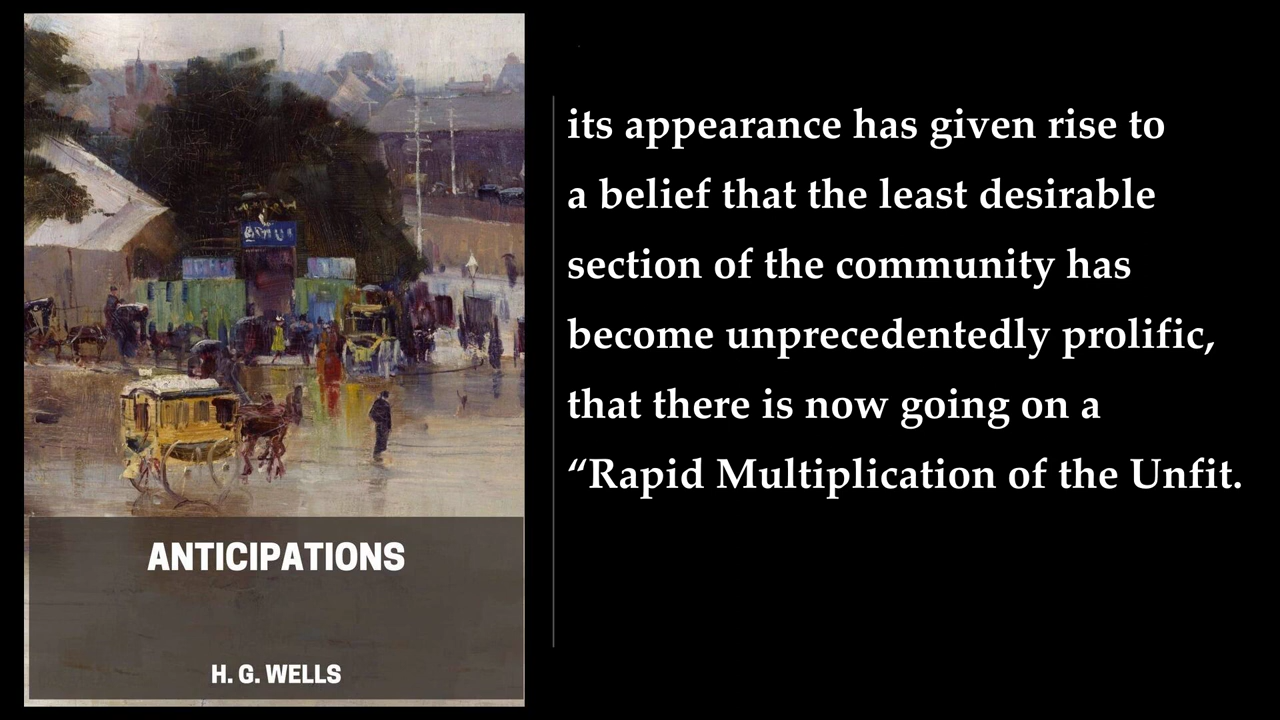 ANTICIPATIONS
H. G. WELLS
its appearance has given rise to
a belief that the least desirable
section of the community has
become unprecedentedly prolific,
that there is now going on a
“Rapid Multiplication of the Unfit.